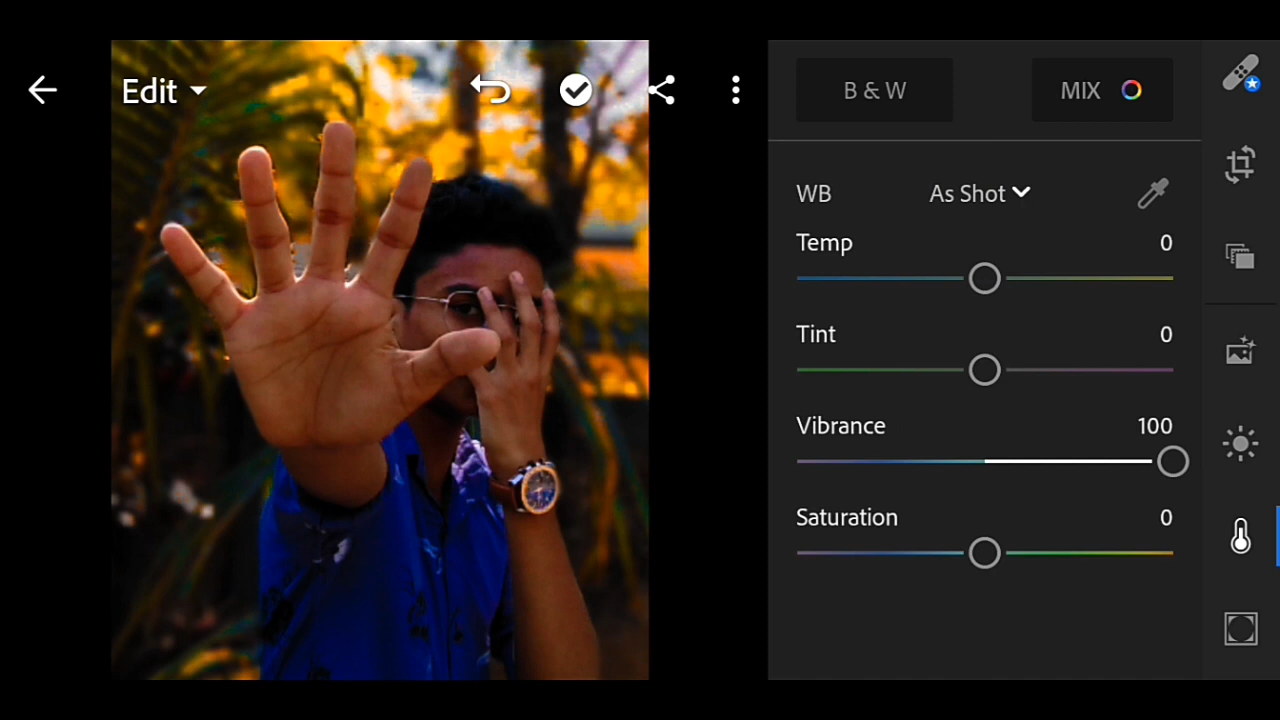 Edit
B & W
MIX
WB
As Shot
Temp
0
Tint
0
Vibrance
100
Saturation
0